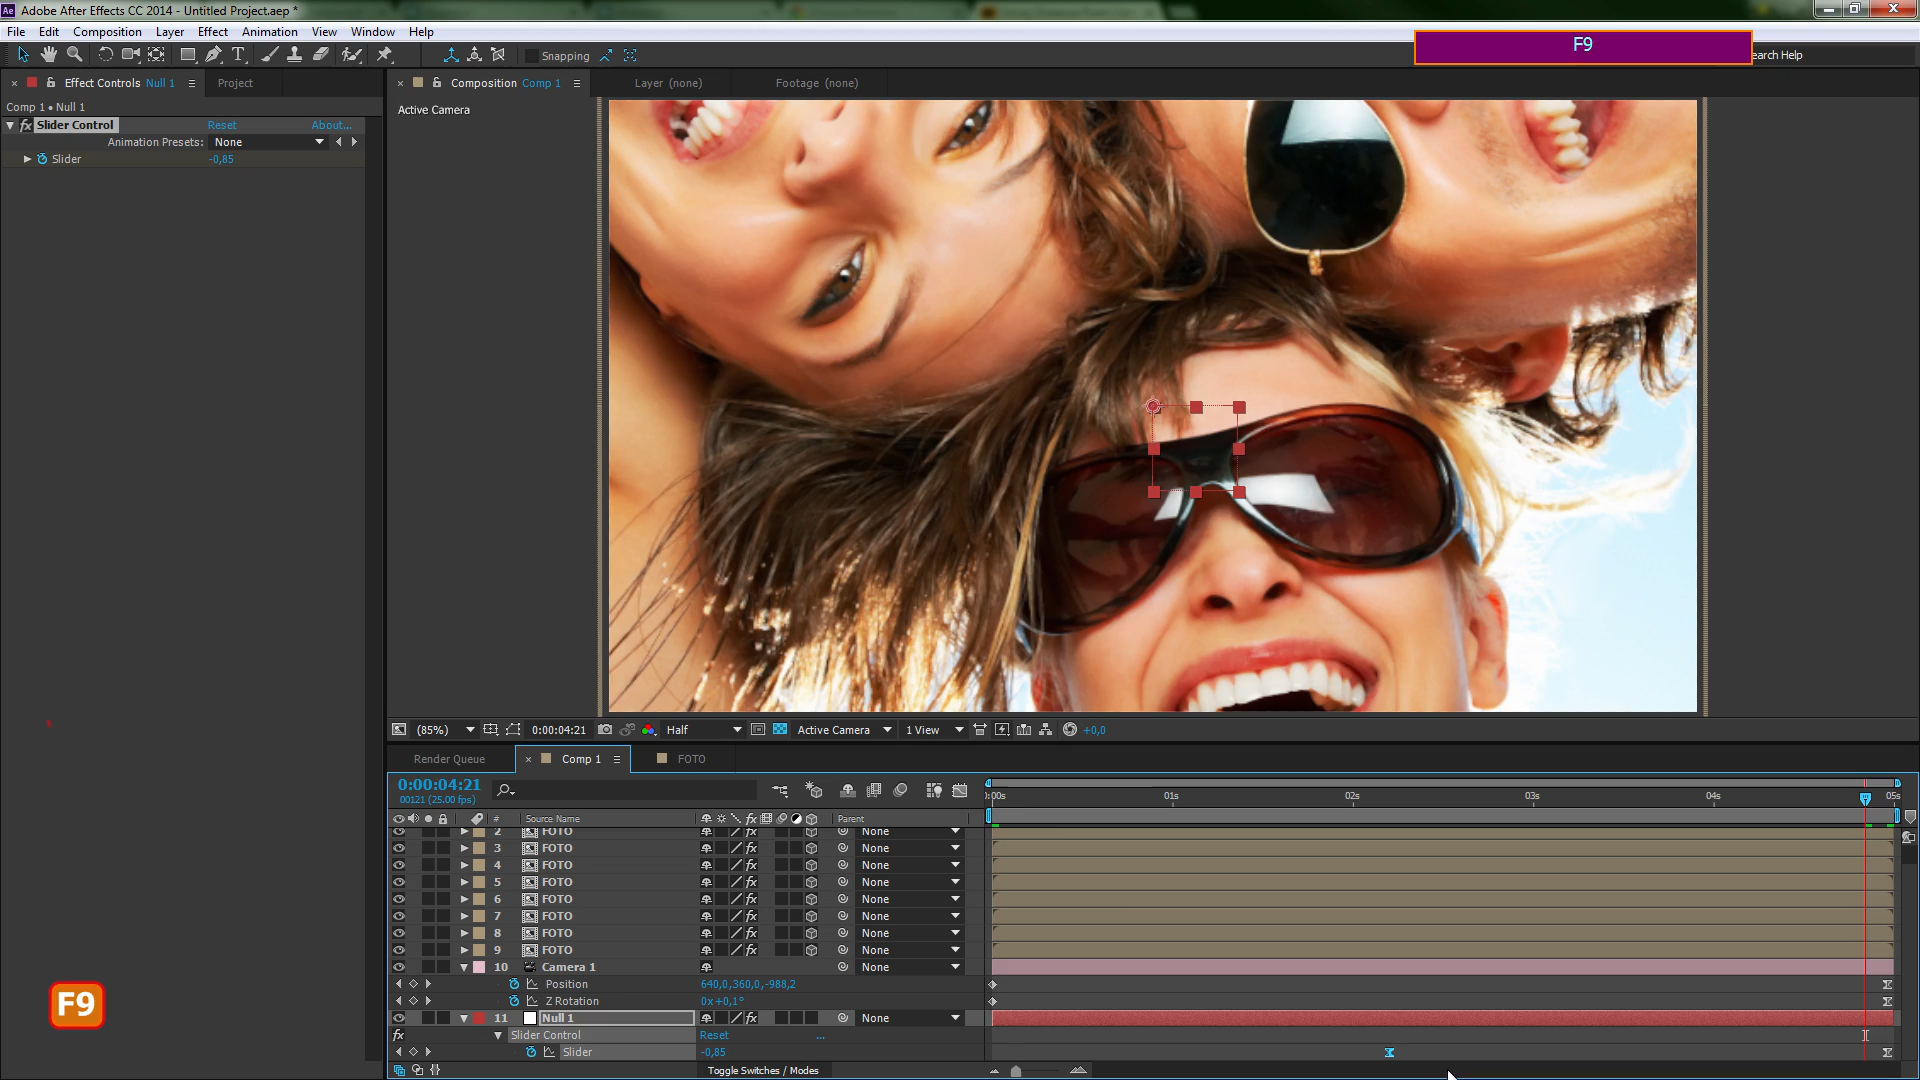 Adobe After Effects CC 2014 - Untitled Project.aep *
File Edit Composition Layer Effect Animation View Window Help
Snapping
F9
earch Help
Effect Controls Null 1
Project
Composition Comp 1
Layer (none)
Footage (none)
Comp 1 • Null 1
Active Camera
fx Slider Control Reset About...
Animation Presets: None
Slider -0,85
(85%)
0:00:04:21
Half
Active Camera
1 View
+0,0
Render Queue
Comp 1
FOTO
0:00:04:21
00121 (25.00 fps)
:00s 01s 02s 03s 04s 05s
# Source Name Parent
2 FOTO None
3 FOTO None
4 FOTO None
5 FOTO None
6 FOTO None
7 FOTO None
8 FOTO None
9 FOTO None
10 Camera 1 None
Position 640,0,360,0,-988,2
Z Rotation 0x+0,1°
11 Null 1 None
fx Slider Control Reset ...
Slider -0,85
Toggle Switches / Modes
F9